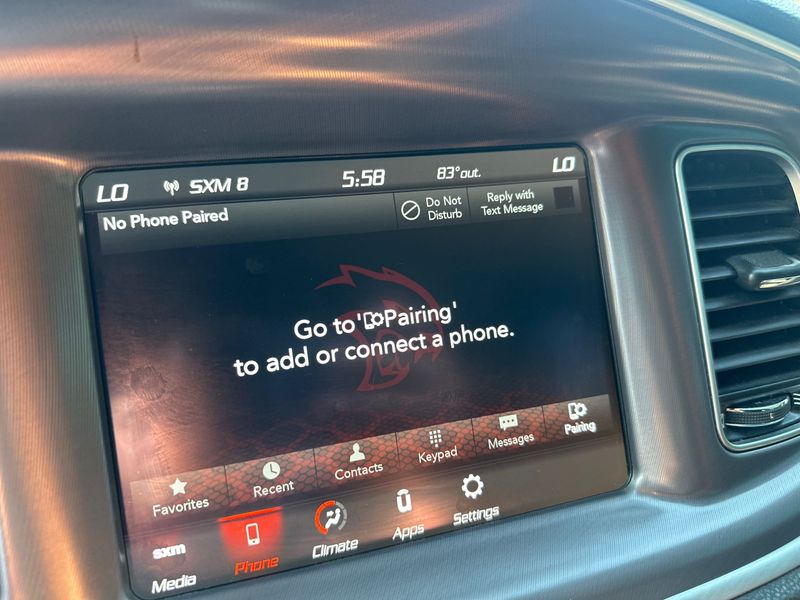 LO SXM 8 5:58 83° out. LO
No Phone Paired
Do Not
Disturb
Reply with
Text Message
Go to 'Pairing'
to add or connect a phone.
Favorites Recent Contacts Keypad Messages Pairing
sxm
Media Phone Climate Apps Settings